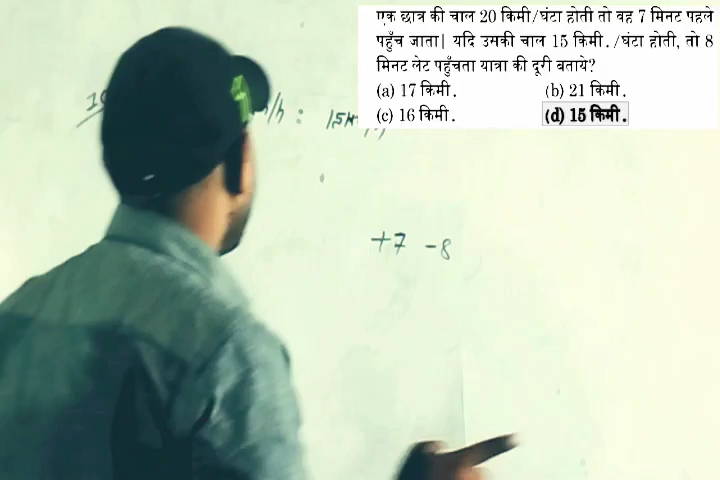 एक छात्र की चाल 20 किमी/घंटा होती तो वह 7 मिनट पहले
पहुँच जाता| यदि उसकी चाल 15 किमी. /घंटा होती, तो 8
मिनट लेट पहुँचता यात्रा की दूरी बताये?
(a) 17 किमी. (b) 21 किमी.
(c) 16 किमी. (d) 15 किमी.
/h : 15K
+7 -8